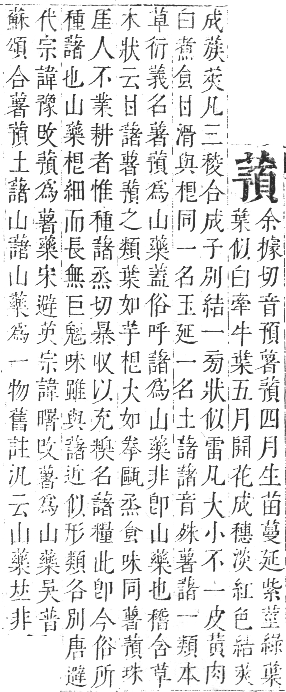 蕷
余據切音預薯蕷四月生苗蔓延紫莖綠葉
葉似白牽牛葉五月開花成穗淡紅色結莢
成簇莢凡三稜合成子別結一旁狀似雷凡大小不一皮黃肉
白煮食甘滑與根同一名玉延一名土藷藷音殊薯藷一類本
草衍義名薯蕷為山藥蓋俗呼藷為山藥非卽山藥也嵇含草
木狀云甘藷薯蕷之類葉如芋根大如拳甌烝食味同薯蕷珠
厓人不業耕者惟種藷烝切暴收以充糗名藷糧此卽今俗所
種藷也山藥根細而長無巨魁味雖與藷近似形類各別唐避
代宗諱豫攺蕷為薯藥宋避英宗諱曙攺薯為山藥吳普
蘇頌合薯蕷土藷山藷山藥為一物舊註汎云山藥𠀤非